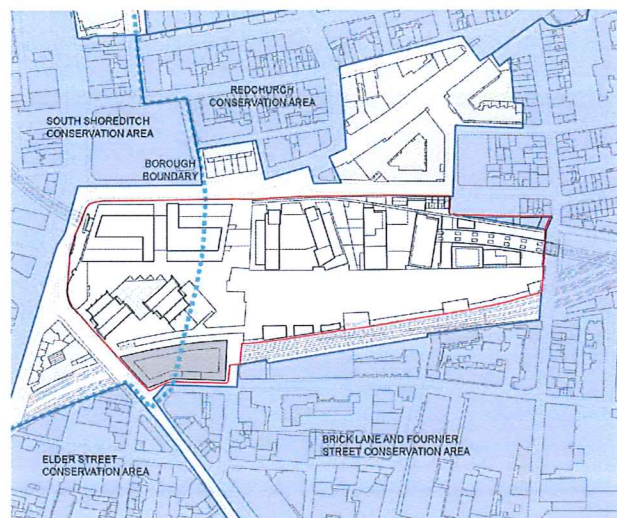 REDCHURCH
CONSERVATION AREA
SOUTH SHOREDITCH
CONSERVATION AREA
BOROUGH
BOUNDARY
BRICK LANE AND FOURNIER
STREET CONSERVATION AREA
ELDER STREET
CONSERVATION AREA